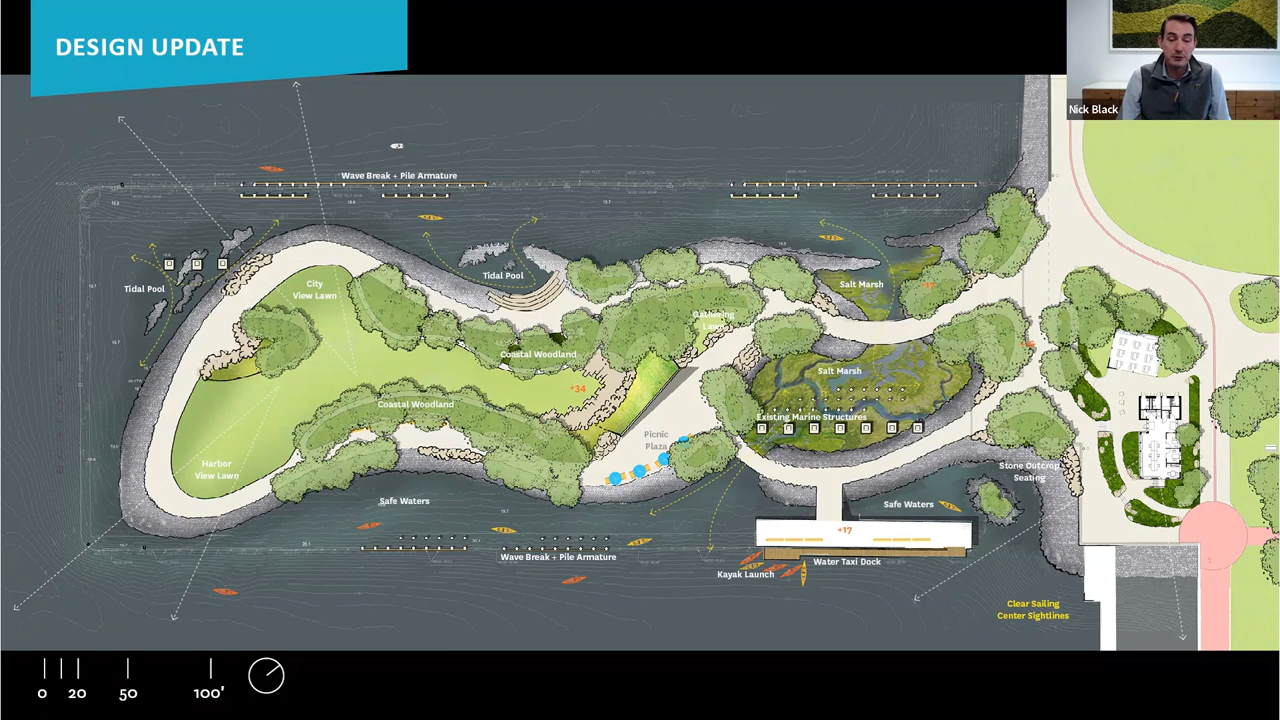 DESIGN UPDATE
Nick Black
Wave Break + Pile Armature
Tidal Pool
Tidal Pool
Salt Marsh
City
View Lawn
Gathering
Lawn
Coastal Woodland
Salt Marsh
+34
Coastal Woodland
Existing Marine Structures
Picnic
Plaza
Harbor
View Lawn
Stone Outcrop
Seating
Safe Waters
Safe Waters
+17
Wave Break + Pile Armature
Water Taxi Dock
Kayak Launch
Clear Sailing
Center Sightlines
0 20 50 100'